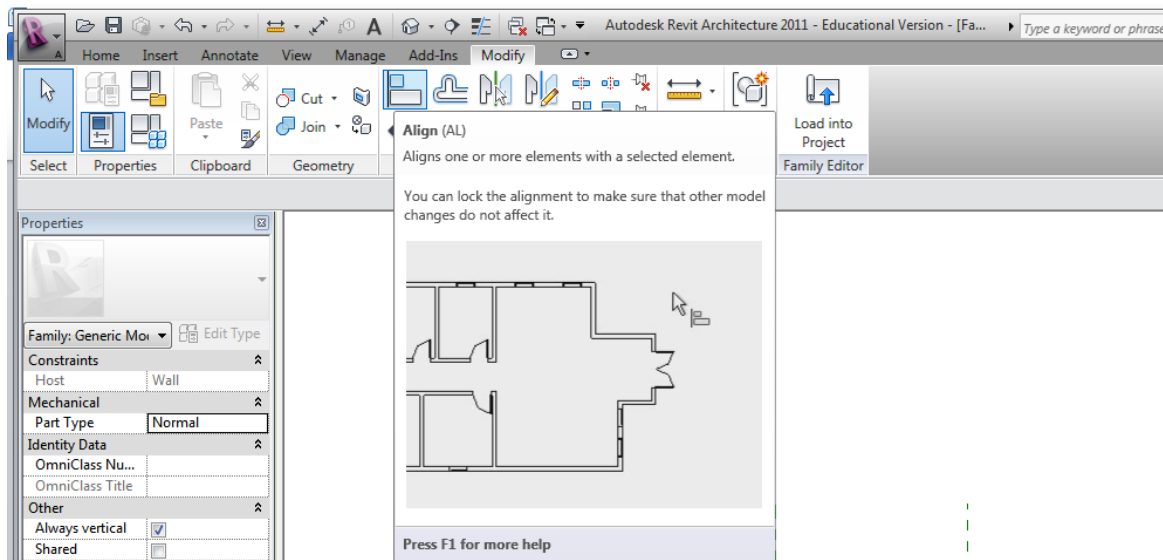 Autodesk Revit Architecture 2011 - Educational Version - [Fa...
Type a keyword or phrase
A
Home Insert Annotate View Manage Add-Ins Modify
Modify
Cut
Join
Paste
Load into
Project
Select Properties Clipboard Geometry Family Editor
Align (AL)
Aligns one or more elements with a selected element.
You can lock the alignment to make sure that other model
changes do not affect it.
Press F1 for more help
Properties
Family: Generic Mo Edit Type
Constraints
Host Wall
Mechanical
Part Type Normal
Identity Data
OmniClass Nu...
OmniClass Title
Other
Always vertical
Shared